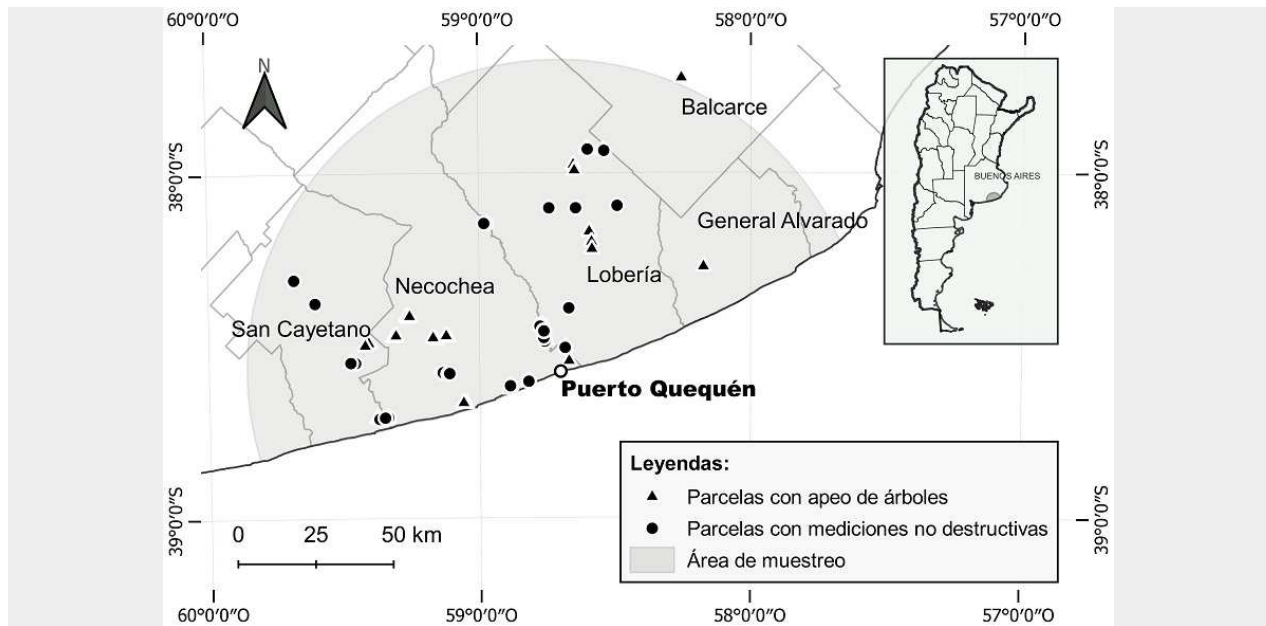 60°0'0"O
59°0'0"O
58°0'0"O
57°0'0"O
N
Balcarce
BUENOS AIRES
38°0'0"S
38°0'0"S
General Alvarado
Lobería
Necochea
San Cayetano
Puerto Quequén
Leyendas:
Parcelas con apeo de árboles
Parcelas con mediciones no destructivas
Área de muestreo
39°0'0"S
39°0'0"S
0 25 50 km
60°0'0"O
59°0'0"O
58°0'0"O
57°0'0"O